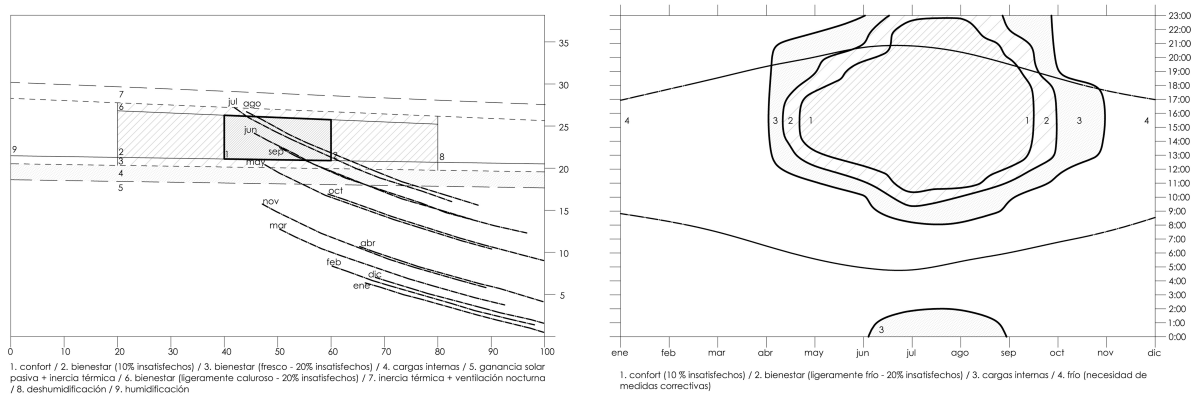 35
30
25
20
15
10
5
7
6
jul ago
jun
sep
may
1
2
3
4
5
9
8
oct
nov
mar
abr
feb
dic
ene
0 10 20 30 40 50 60 70 80 90 100
1. confort / 2. bienestar (10% insatisfechos) / 3. bienestar (fresco - 20% insatisfechos) / 4. cargas internas / 5. ganancia solar
pasiva + inercia térmica / 6. bienestar (ligeramente caluroso - 20% insatisfechos) / 7. inercia térmica + ventilación nocturna
/ 8. deshumidificación / 9. humidificación
23:00
22:00
21:00
20:00
19:00
18:00
17:00
16:00
15:00
14:00
13:00
12:00
11:00
10:00
9:00
8:00
7:00
6:00
5:00
4:00
3:00
2:00
1:00
0:00
4 3 2 1 1 2 3 4
3
ene feb mar abr may jun jul ago sep oct nov dic
1. confort (10 % insatisfechos) / 2. bienestar (ligeramente frío - 20% insatisfechos) / 3. cargas internas / 4. frío (necesidad de
medidas correctivas)